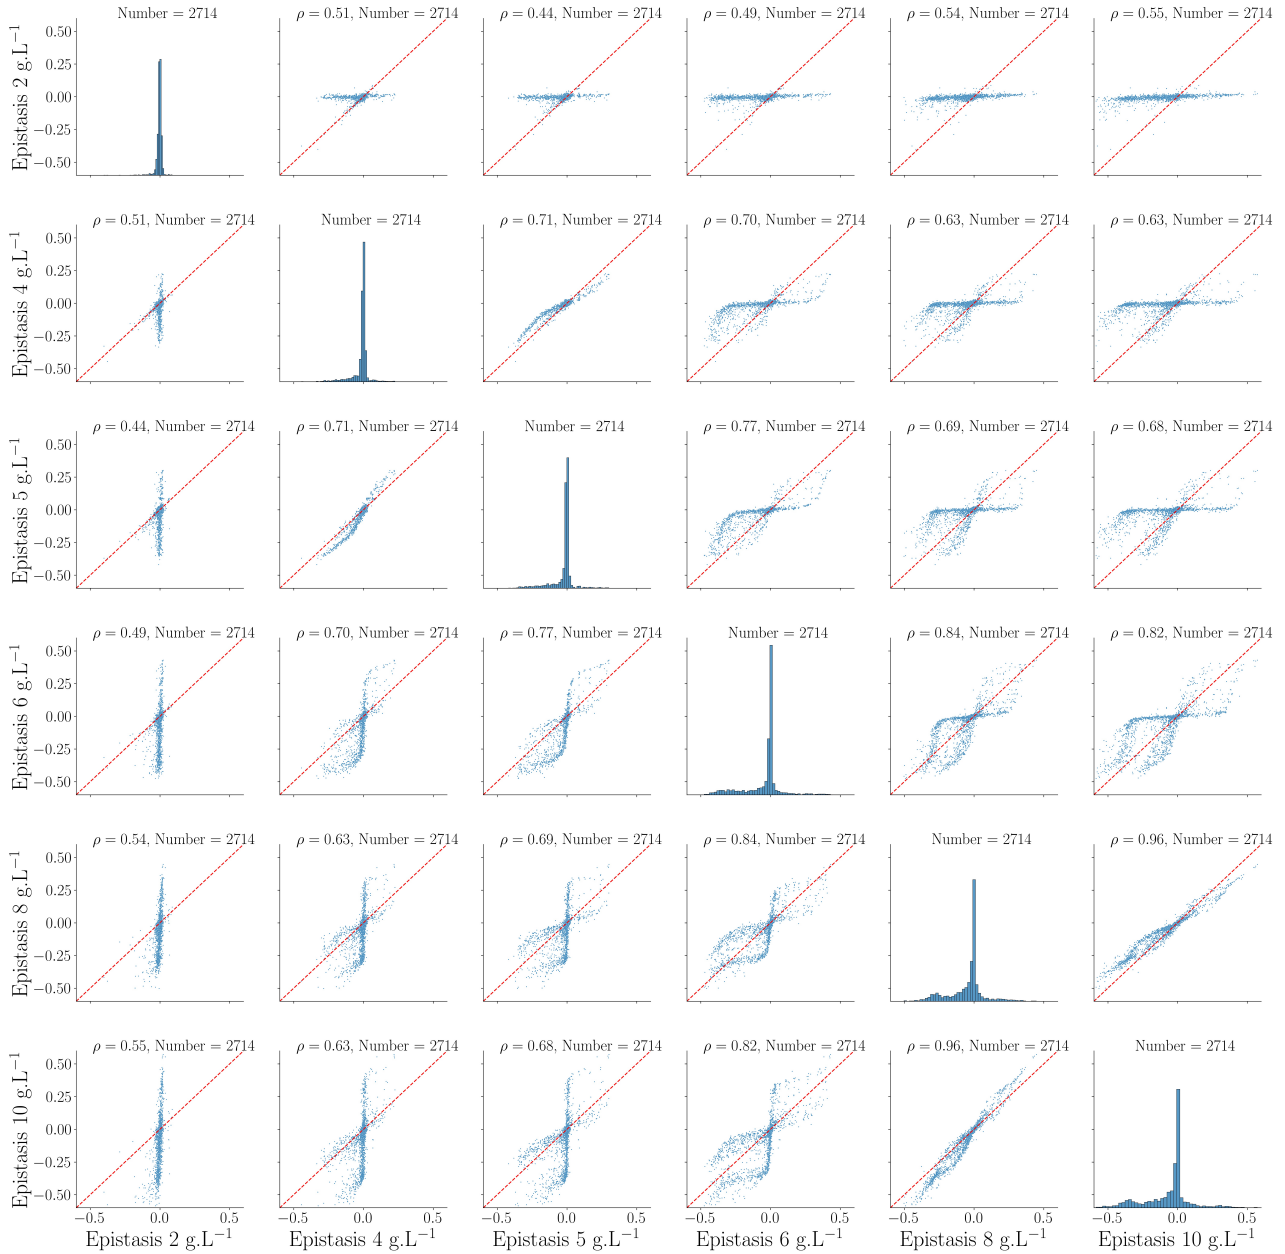 Number = 2714
ρ = 0.51, Number = 2714
ρ = 0.44, Number = 2714
ρ = 0.49, Number = 2714
ρ = 0.54, Number = 2714
ρ = 0.55, Number = 2714
Epistasis 2 g.L⁻¹
0.50
0.25
0.00
−0.25
−0.50
ρ = 0.51, Number = 2714
Number = 2714
ρ = 0.71, Number = 2714
ρ = 0.70, Number = 2714
ρ = 0.63, Number = 2714
ρ = 0.63, Number = 2714
Epistasis 4 g.L⁻¹
0.50
0.25
0.00
−0.25
−0.50
ρ = 0.44, Number = 2714
ρ = 0.71, Number = 2714
Number = 2714
ρ = 0.77, Number = 2714
ρ = 0.69, Number = 2714
ρ = 0.68, Number = 2714
Epistasis 5 g.L⁻¹
0.50
0.25
0.00
−0.25
−0.50
ρ = 0.49, Number = 2714
ρ = 0.70, Number = 2714
ρ = 0.77, Number = 2714
Number = 2714
ρ = 0.84, Number = 2714
ρ = 0.82, Number = 2714
Epistasis 6 g.L⁻¹
0.50
0.25
0.00
−0.25
−0.50
ρ = 0.54, Number = 2714
ρ = 0.63, Number = 2714
ρ = 0.69, Number = 2714
ρ = 0.84, Number = 2714
Number = 2714
ρ = 0.96, Number = 2714
Epistasis 8 g.L⁻¹
0.50
0.25
0.00
−0.25
−0.50
ρ = 0.55, Number = 2714
ρ = 0.63, Number = 2714
ρ = 0.68, Number = 2714
ρ = 0.82, Number = 2714
ρ = 0.96, Number = 2714
Number = 2714
Epistasis 10 g.L⁻¹
0.50
0.25
0.00
−0.25
−0.50
−0.5 0.0 0.5
−0.5 0.0 0.5
−0.5 0.0 0.5
−0.5 0.0 0.5
−0.5 0.0 0.5
−0.5 0.0 0.5
Epistasis 2 g.L⁻¹
Epistasis 4 g.L⁻¹
Epistasis 5 g.L⁻¹
Epistasis 6 g.L⁻¹
Epistasis 8 g.L⁻¹
Epistasis 10 g.L⁻¹